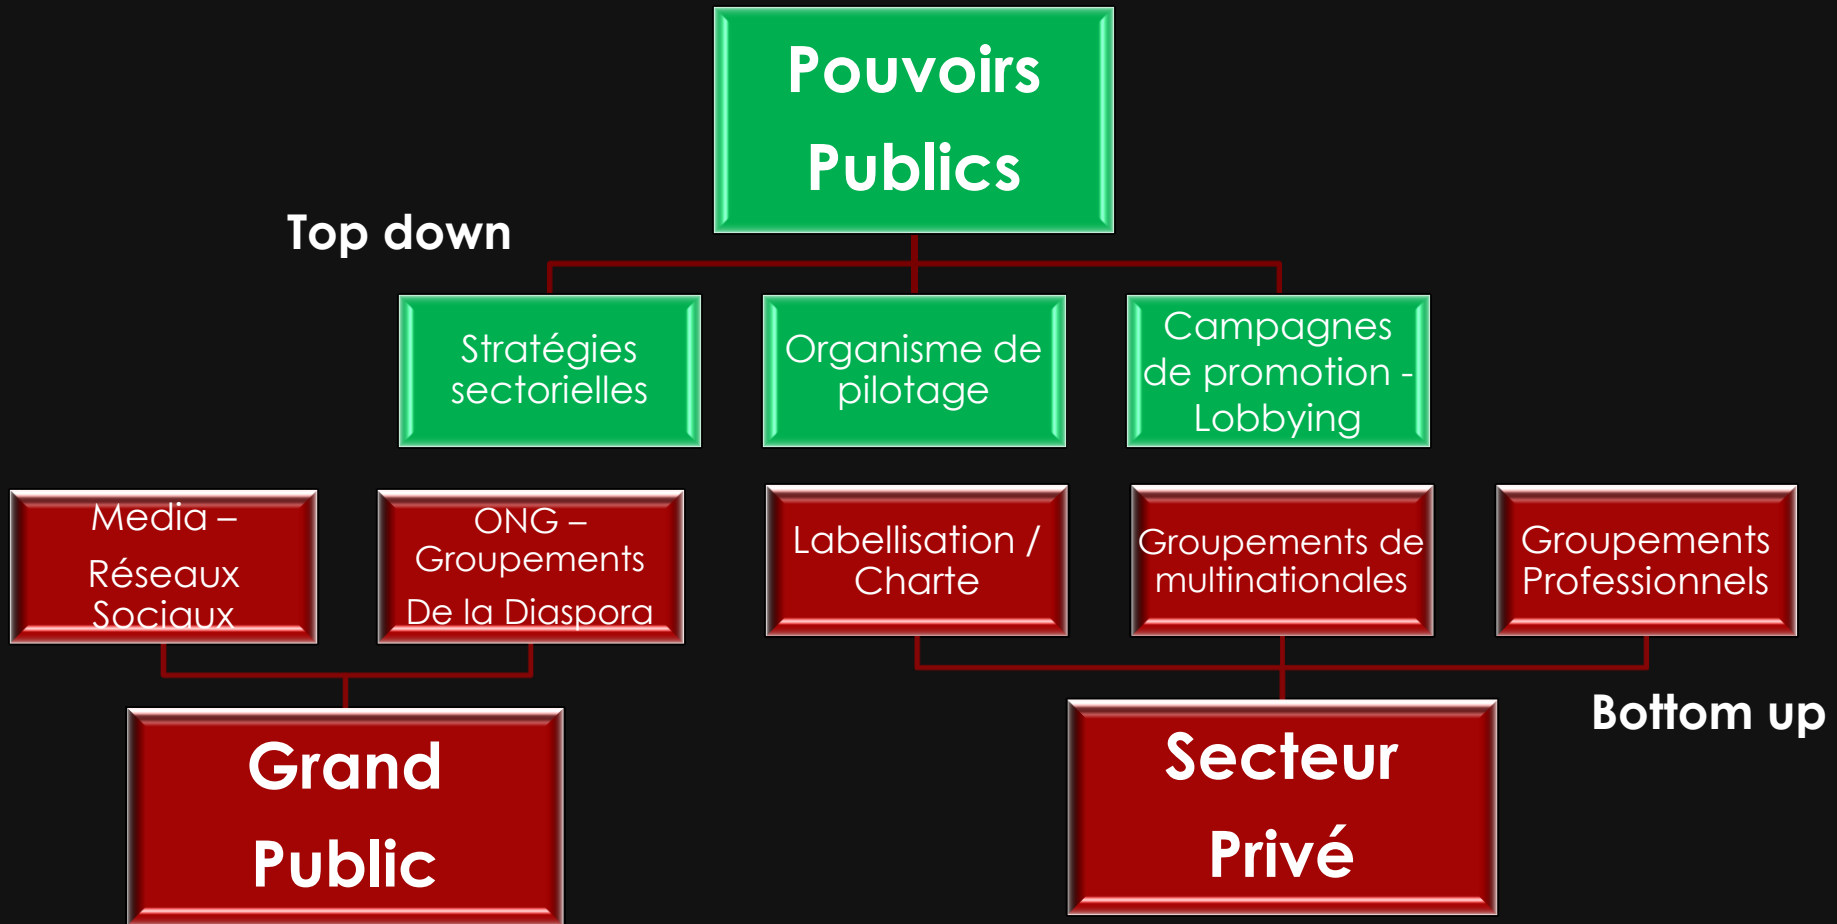 Pouvoirs
Publics
Top down
Stratégies
sectorielles
Organisme de
pilotage
Campagnes
de promotion -
Lobbying
Media –
Réseaux
Sociaux
ONG –
Groupements
De la Diaspora
Labellisation /
Charte
Groupements de
multinationales
Groupements
Professionnels
Grand
Public
Secteur
Privé
Bottom up